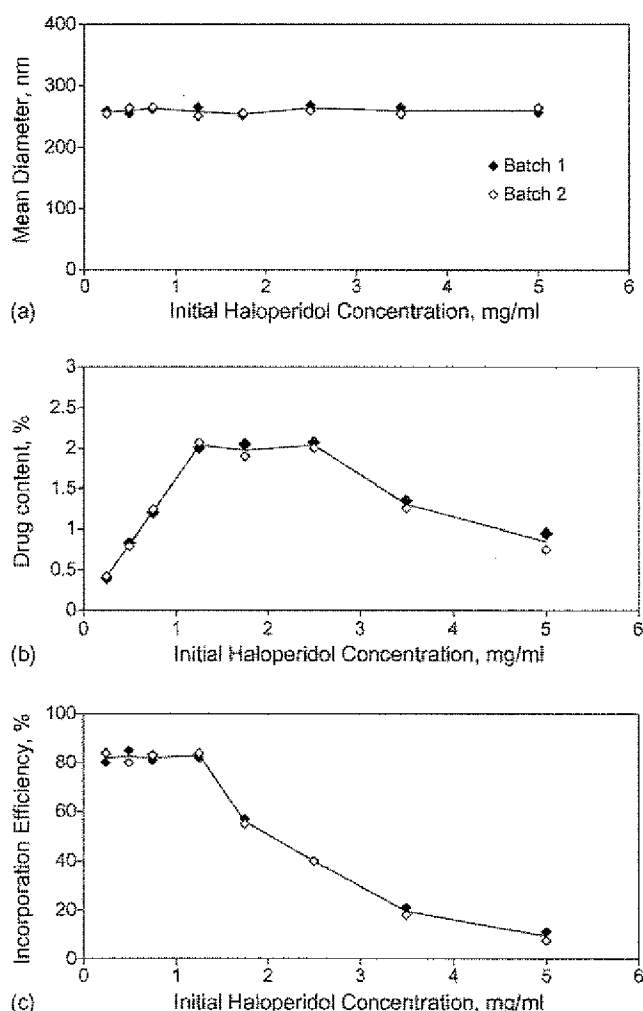 400
300
200
100
0
Mean Diameter, nm
Batch 1
Batch 2
0 1 2 3 4 5 6
(a) Initial Haloperidol Concentration, mg/ml
3
2.5
2
1.5
1
0.5
0
Drug content, %
0 1 2 3 4 5 6
(b) Initial Haloperidol Concentration, mg/ml
100
80
60
40
20
0
Incorporation Efficiency, %
0 1 2 3 4 5 6
(c) Initial Haloperidol Concentration, mg/ml